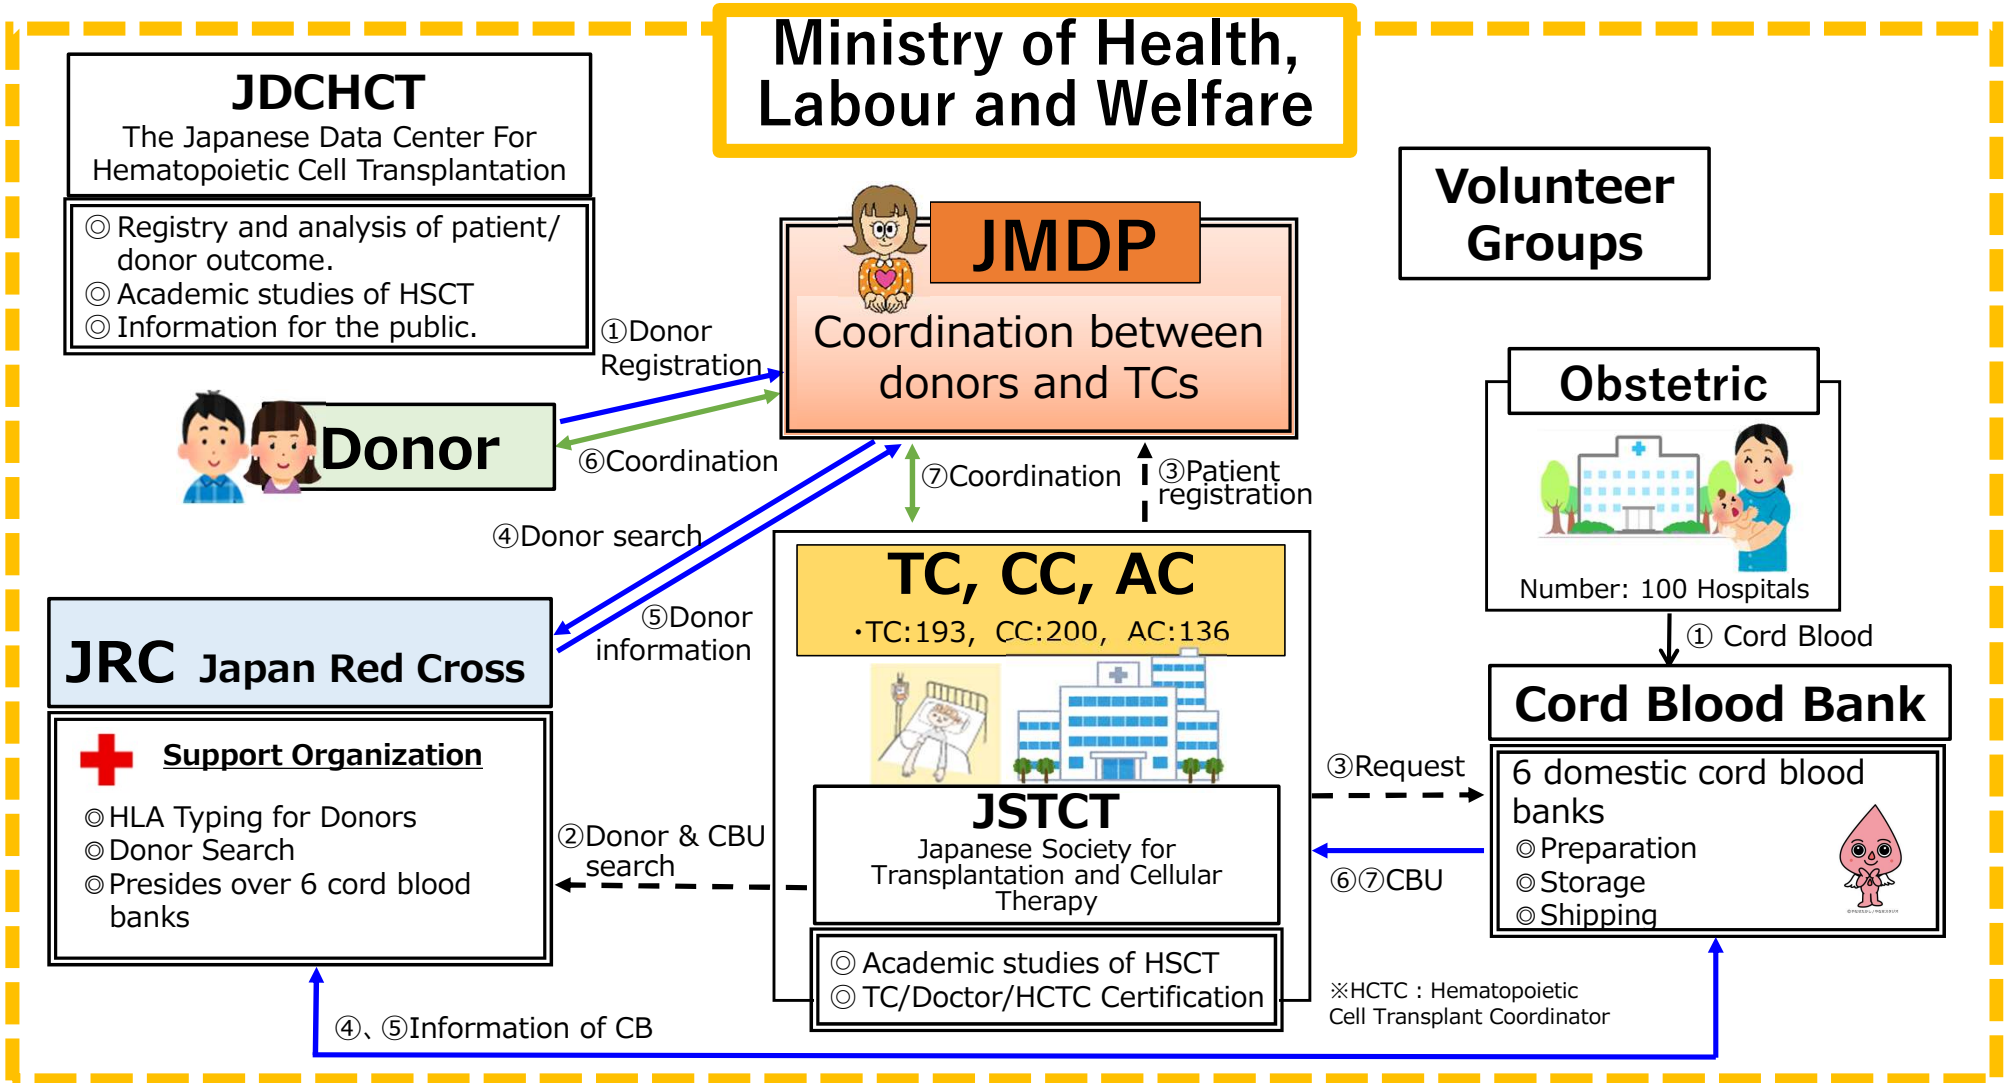 Ministry of Health,
Labour and Welfare
JDCHCT
The Japanese Data Center For
Hematopoietic Cell Transplantation
◎ Registry and analysis of patient/
donor outcome.
◎ Academic studies of HSCT
◎ Information for the public.
JMDP
Coordination between
donors and TCs
Volunteer
Groups
①Donor
Registration
Donor
⑥Coordination
⑦Coordination
③Patient
registration
④Donor search
⑤Donor
information
Obstetric
Number: 100 Hospitals
① Cord Blood
JRC Japan Red Cross
Support Organization
◎HLA Typing for Donors
◎Donor Search
◎Presides over 6 cord blood
banks
②Donor & CBU
search
TC, CC, AC
・TC:193, CC:200, AC:136
JSTCT
Japanese Society for
Transplantation and Cellular
Therapy
◎ Academic studies of HSCT
◎ TC/Doctor/HCTC Certification
③Request
⑥⑦CBU
Cord Blood Bank
6 domestic cord blood
banks
◎Preparation
◎Storage
◎Shipping
※HCTC : Hematopoietic
Cell Transplant Coordinator
④、⑤Information of CB